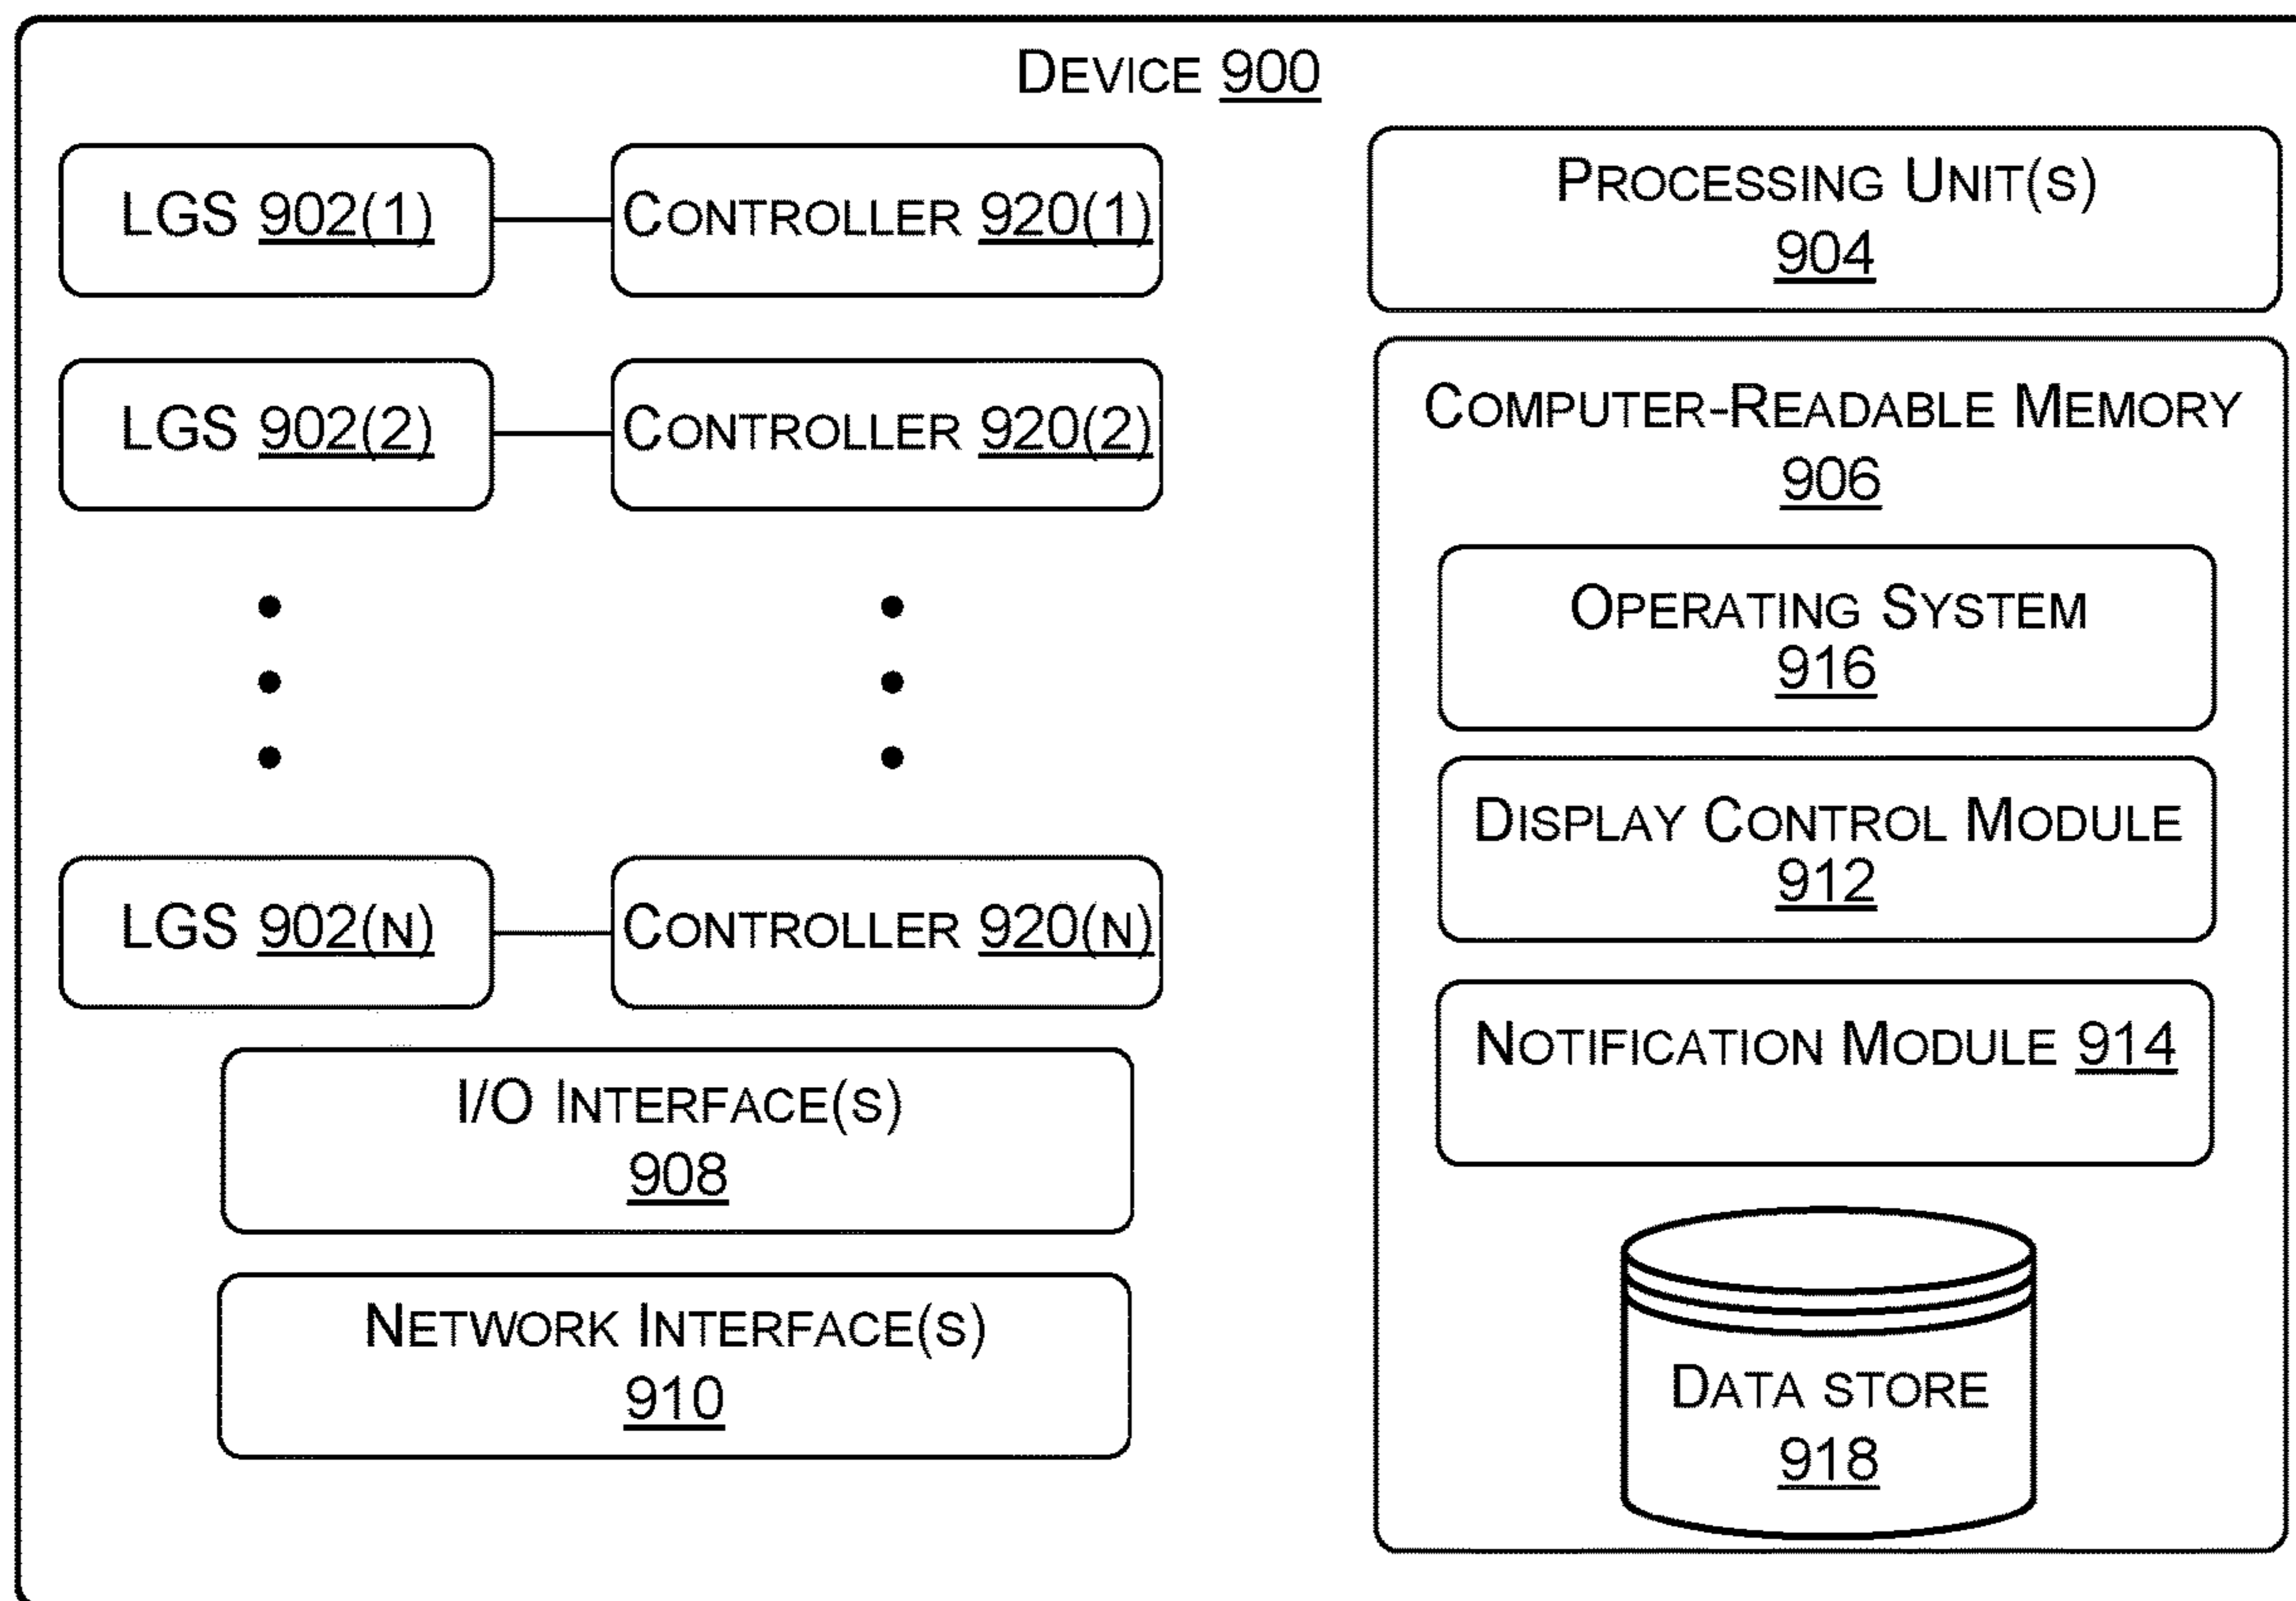 DEVICE 900
LGS 902(1)
CONTROLLER 920(1)
LGS 902(2)
CONTROLLER 920(2)
LGS 902(N)
CONTROLLER 920(N)
I/O INTERFACE(S)
908
NETWORK INTERFACE(S)
910
PROCESSING UNIT(S)
904
COMPUTER-READABLE MEMORY
906
OPERATING SYSTEM
916
DISPLAY CONTROL MODULE
912
NOTIFICATION MODULE 914
DATA STORE
918